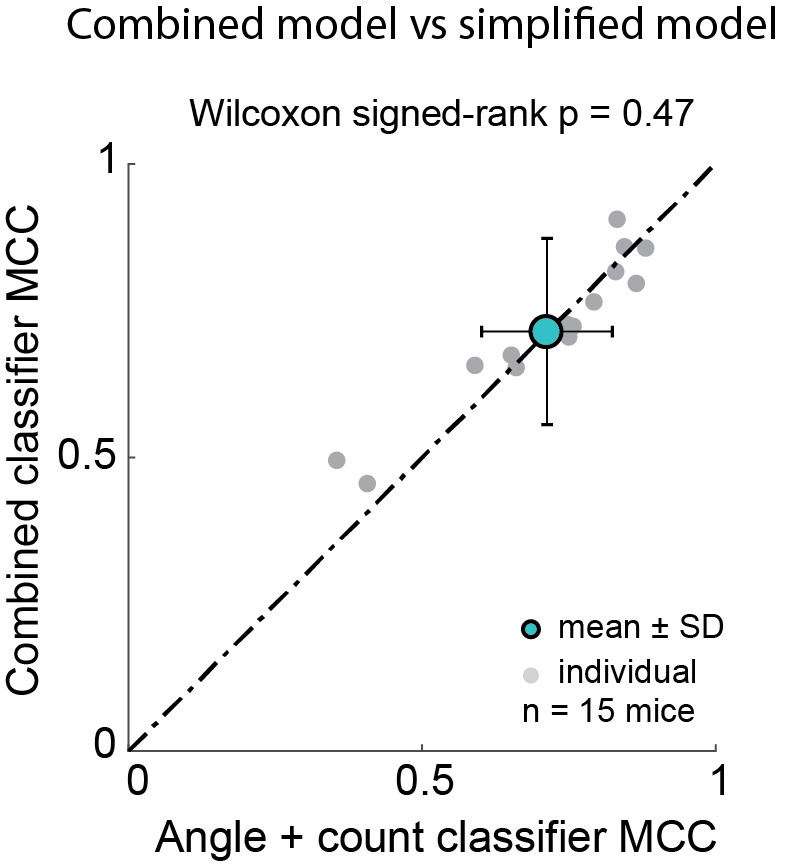 Combined model vs simplified model
Wilcoxon signed-rank p = 0.47
1
0.5
0
Combined classifier MCC
mean ± SD
individual
n = 15 mice
0
0.5
1
Angle + count classifier MCC